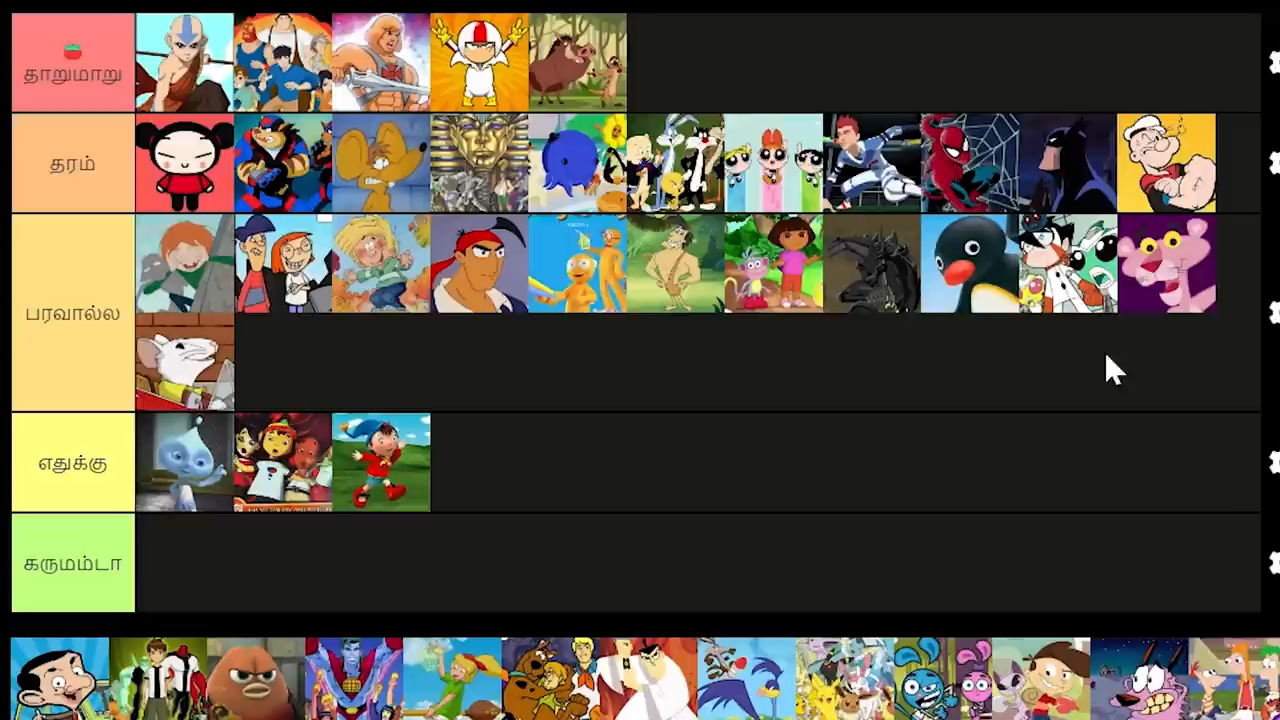 தாறுமாறு
தரம்
பரவால்ல
எதுக்கு
கருமம்டா